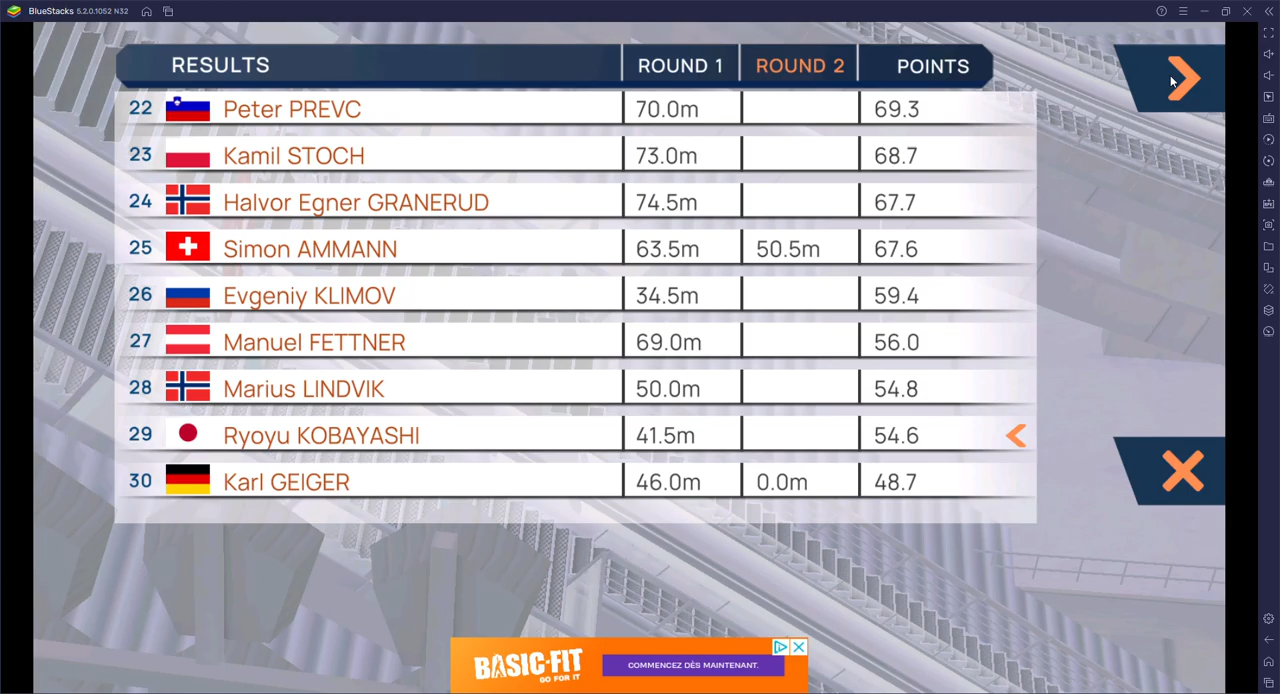 BlueStacks 5.2.0.1052 N32
RESULTS ROUND 1 ROUND 2 POINTS
22 Peter PREVC 70.0m 69.3
23 Kamil STOCH 73.0m 68.7
24 Halvor Egner GRANERUD 74.5m 67.7
25 Simon AMMANN 63.5m 50.5m 67.6
26 Evgeniy KLIMOV 34.5m 59.4
27 Manuel FETTNER 69.0m 56.0
28 Marius LINDVIK 50.0m 54.8
29 Ryoyu KOBAYASHI 41.5m 54.6
30 Karl GEIGER 46.0m 0.0m 48.7
BASIC-FIT
GO FOR IT
COMMENCEZ DÈS MAINTENANT.